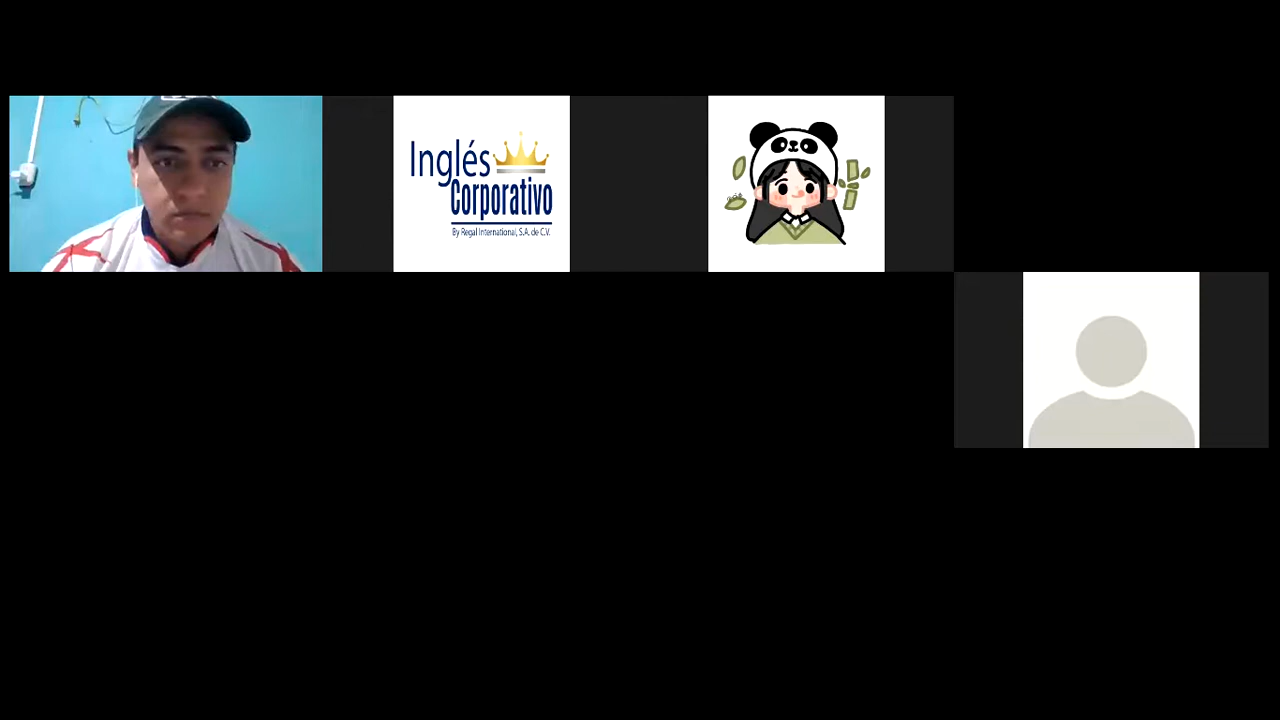 Inglés
Corporativo
By Regal International, S.A. de C.V.